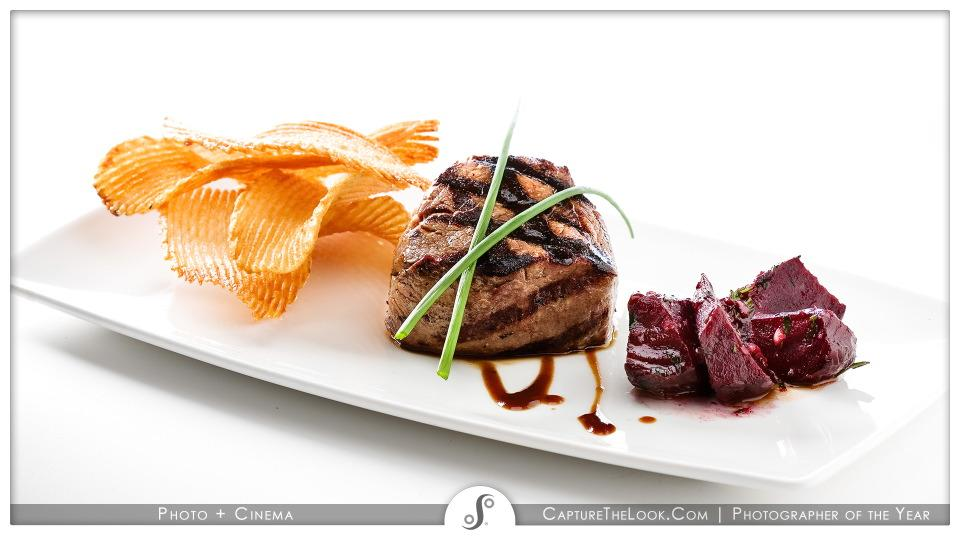 Photo + Cinema
CaptureTheLook.Com | Photographer of the Year